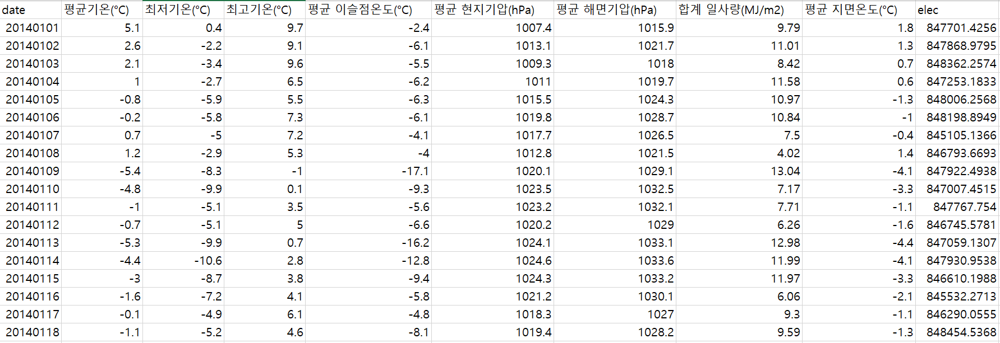 date 평균기온(°C) 최저기온(°C) 최고기온(°C) 평균 이슬점온도(°C) 평균 현지기압(hPa) 평균 해면기압(hPa) 합계 일사량(MJ/m2) 평균 지면온도(°C) elec
20140101 5.1 0.4 9.7 -2.4 1007.4 1015.9 9.79 1.8 847701.4256
20140102 2.6 -2.2 9.1 -6.1 1013.1 1021.7 11.01 1.3 847868.9795
20140103 2.1 -3.4 9.6 -5.5 1009.3 1018 8.42 0.7 848362.2574
20140104 1 -2.7 6.5 -6.2 1011 1019.7 11.58 0.6 847253.1833
20140105 -0.8 -5.9 5.5 -6.3 1015.5 1024.3 10.97 -1.3 848006.2568
20140106 -0.2 -5.8 7.3 -6.1 1019.8 1028.7 10.84 -1 848198.8949
20140107 0.7 -5 7.2 -4.1 1017.7 1026.5 7.5 -0.4 845105.1366
20140108 1.2 -2.9 5.3 -4 1012.8 1021.5 4.02 1.4 846793.6693
20140109 -5.4 -8.3 -1 -17.1 1020.1 1029.1 13.04 -4.1 847922.4938
20140110 -4.8 -9.9 0.1 -9.3 1023.5 1032.5 7.17 -3.3 847007.4515
20140111 -1 -5.1 3.5 -5.6 1023.2 1032.1 7.71 -1.1 847767.754
20140112 -0.7 -5.1 5 -6.6 1020.2 1029 6.26 -1.6 846745.5781
20140113 -5.3 -9.9 0.7 -16.2 1024.1 1033.1 12.98 -4.4 847059.1307
20140114 -4.4 -10.6 2.8 -12.8 1024.6 1033.6 11.99 -4.1 847930.9538
20140115 -3 -8.7 3.8 -9.4 1024.3 1033.2 11.97 -3.3 846610.1988
20140116 -1.6 -7.2 4.1 -5.8 1021.2 1030.1 6.06 -2.1 845532.2713
20140117 -0.1 -4.9 6.1 -4.8 1018.3 1027 9.3 -1.1 846290.0555
20140118 -1.1 -5.2 4.6 -8.1 1019.4 1028.2 9.59 -1.3 848454.5368